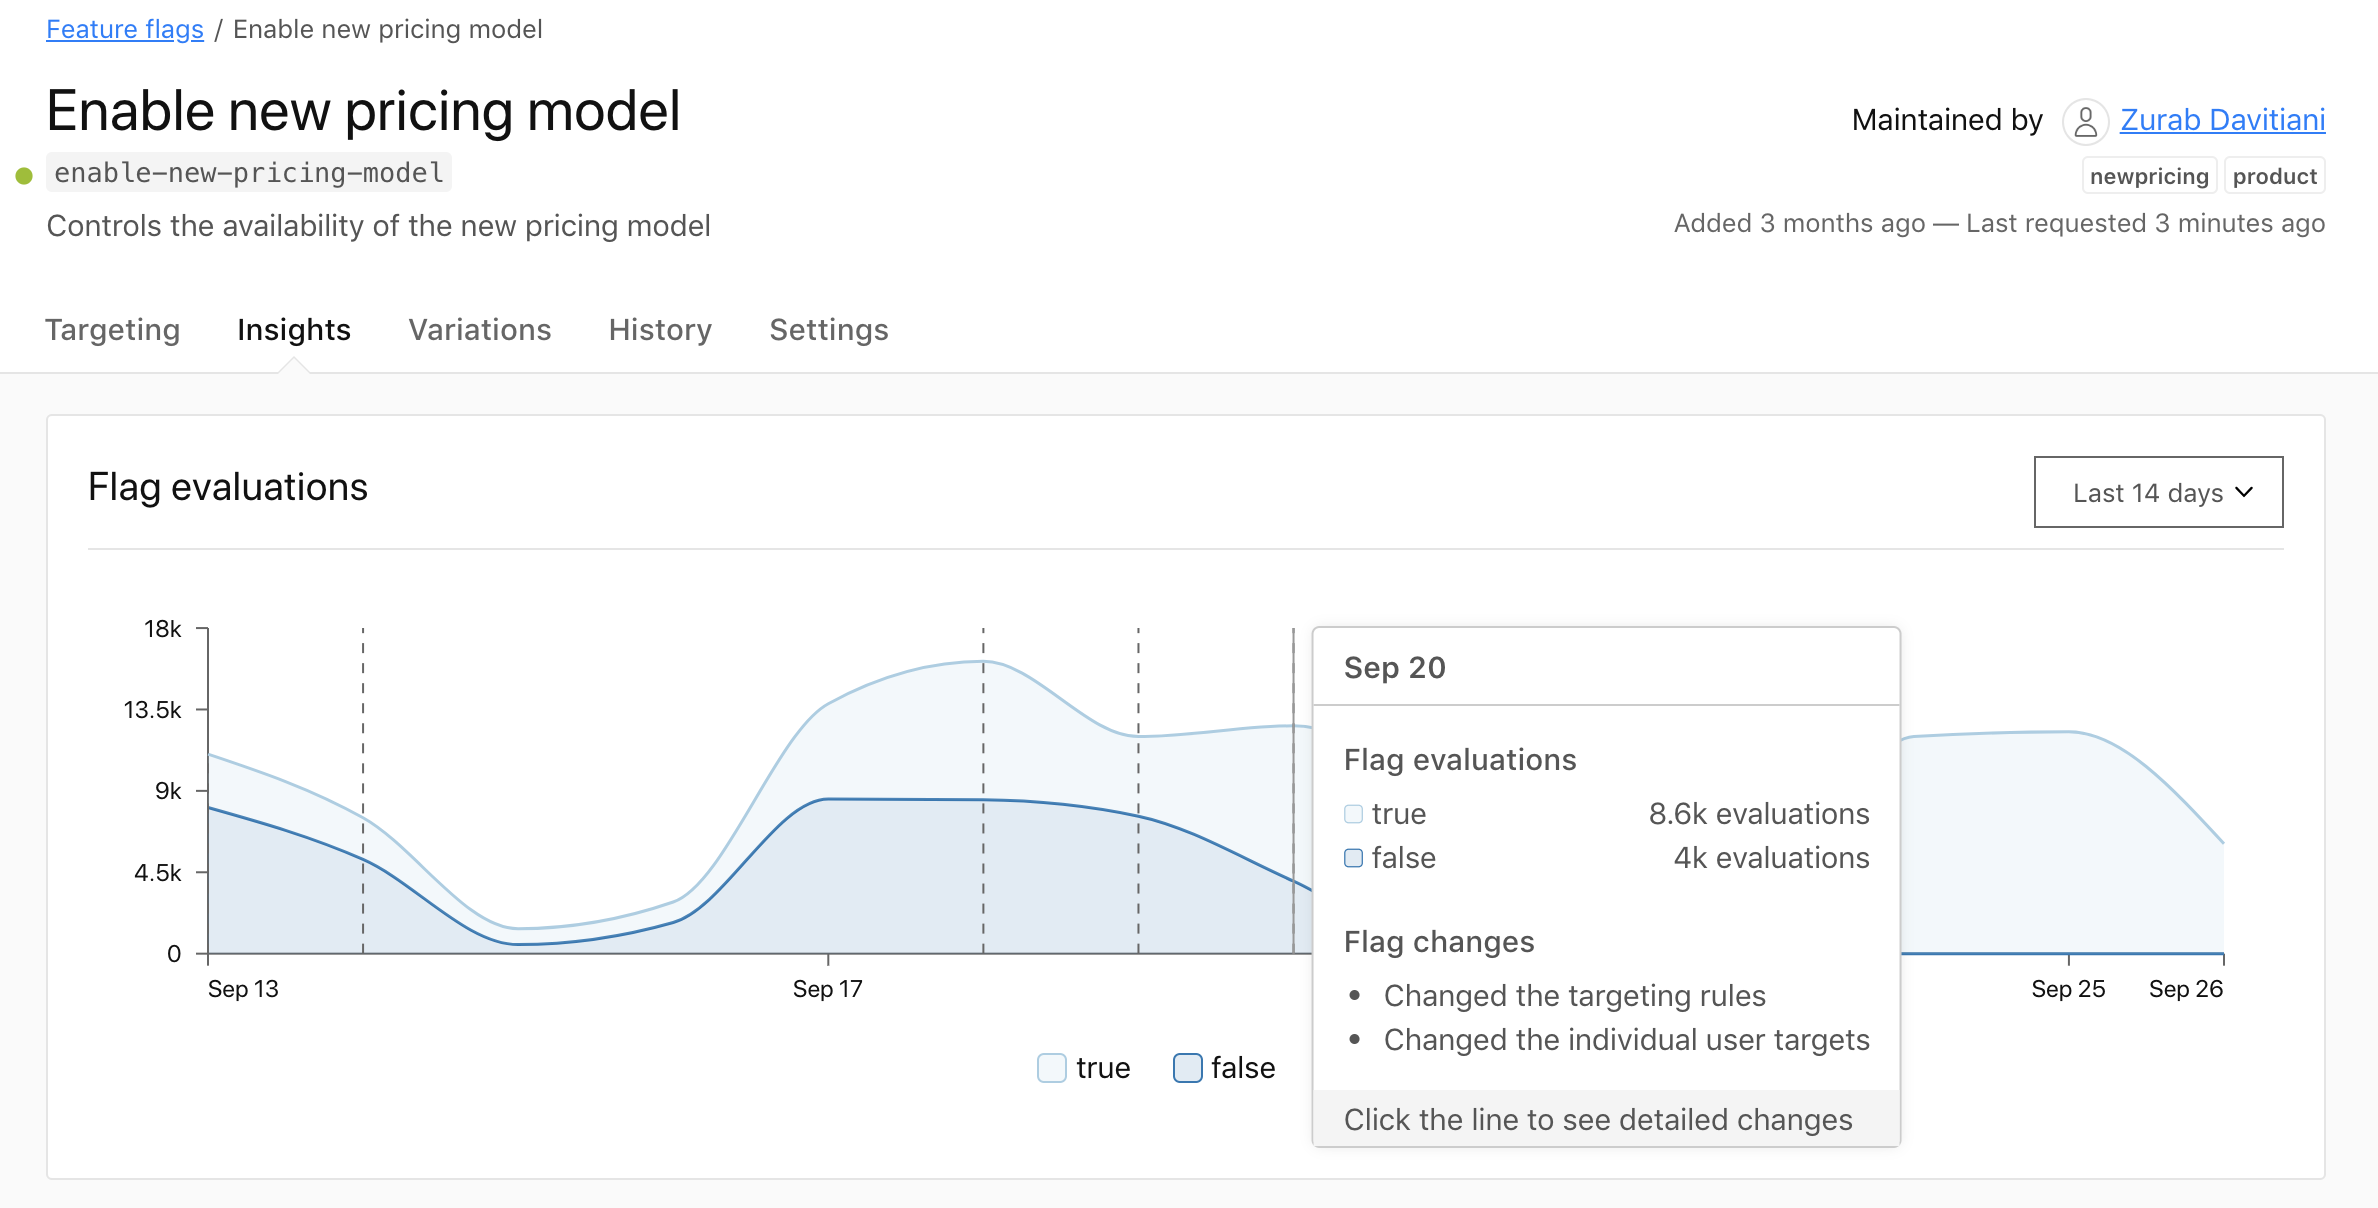 Feature flags / Enable new pricing model
Enable new pricing model
Maintained by Zurab Davitiani
enable-new-pricing-model
newpricing product
Controls the availability of the new pricing model
Added 3 months ago — Last requested 3 minutes ago
Targeting Insights Variations History Settings
Flag evaluations
Last 14 days
18k
13.5k
9k
4.5k
0
Sep 13
Sep 17
Sep 25
Sep 26
Sep 20
Flag evaluations
true 8.6k evaluations
false 4k evaluations
Flag changes
• Changed the targeting rules
• Changed the individual user targets
Click the line to see detailed changes
true false